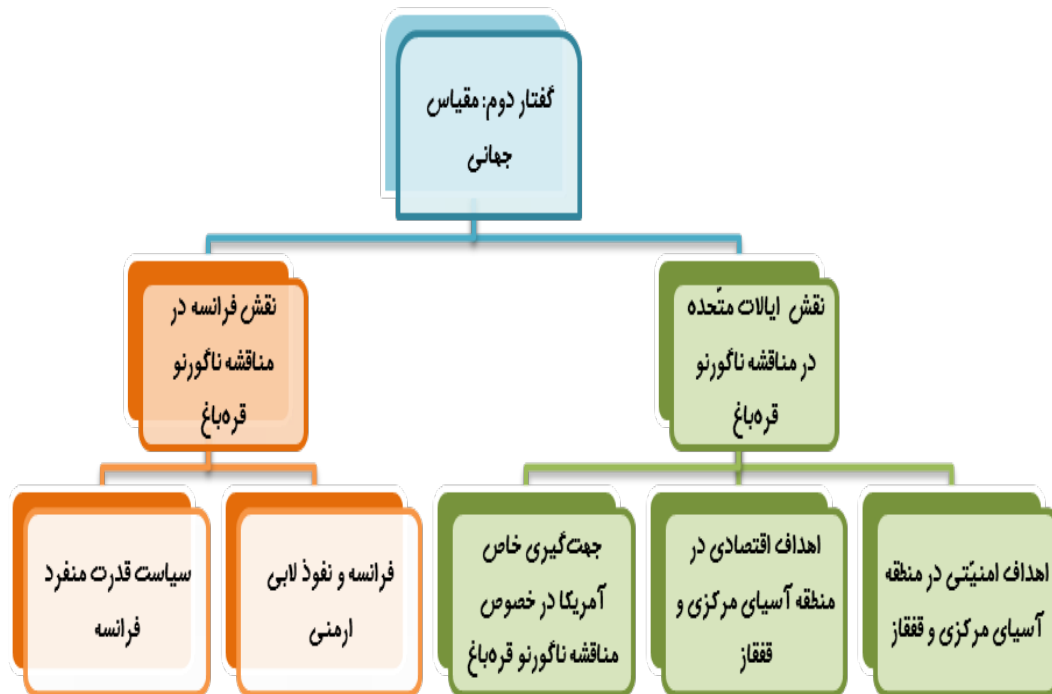 گفتار دوم: مقیاس
جهانی
نقش ایالات متّحده
در مناقشه ناگورنو
قره‌باغ
نقش فرانسه در
مناقشه ناگورنو
قره‌باغ
اهداف امنیّتی در منطقه
آسیای مرکزی و قفقاز
اهداف اقتصادی در
منطقه آسیای مرکزی و
قفقاز
جهت‌گیری خاص
آمریکا در خصوص
مناقشه ناگورنو قره‌باغ
فرانسه و نفوذ لابی
ارمنی
سیاست قدرت منفرد
فرانسه